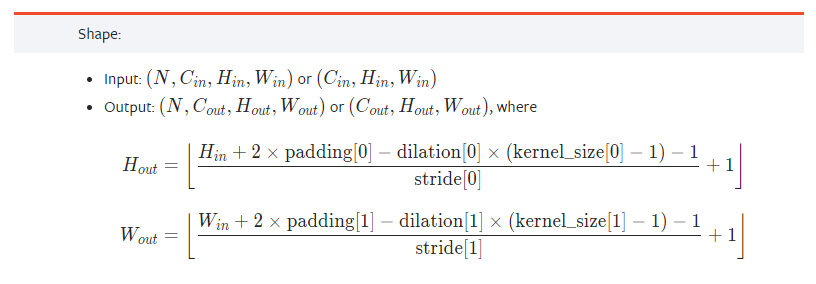 Shape:
• Input: (N, C_in, H_in, W_in) or (C_in, H_in, W_in)
• Output: (N, C_out, H_out, W_out) or (C_out, H_out, W_out), where
H_out = ⌊(H_in + 2 × padding[0] − dilation[0] × (kernel_size[0] − 1) − 1) / stride[0] + 1⌋
W_out = ⌊(W_in + 2 × padding[1] − dilation[1] × (kernel_size[1] − 1) − 1) / stride[1] + 1⌋